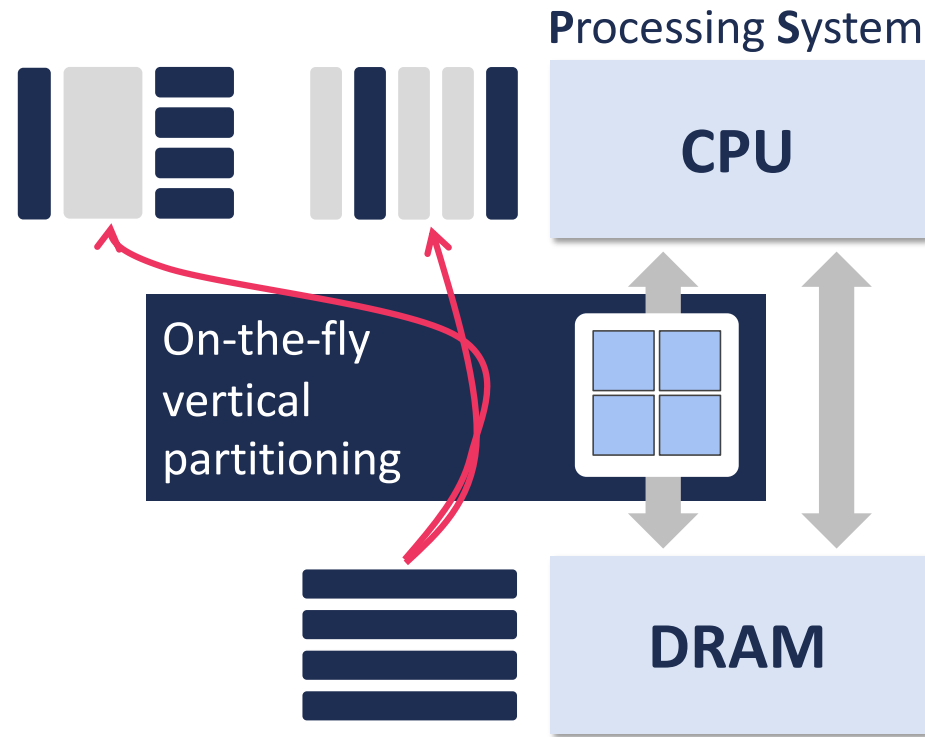 Processing System
CPU
On-the-fly
vertical
partitioning
DRAM